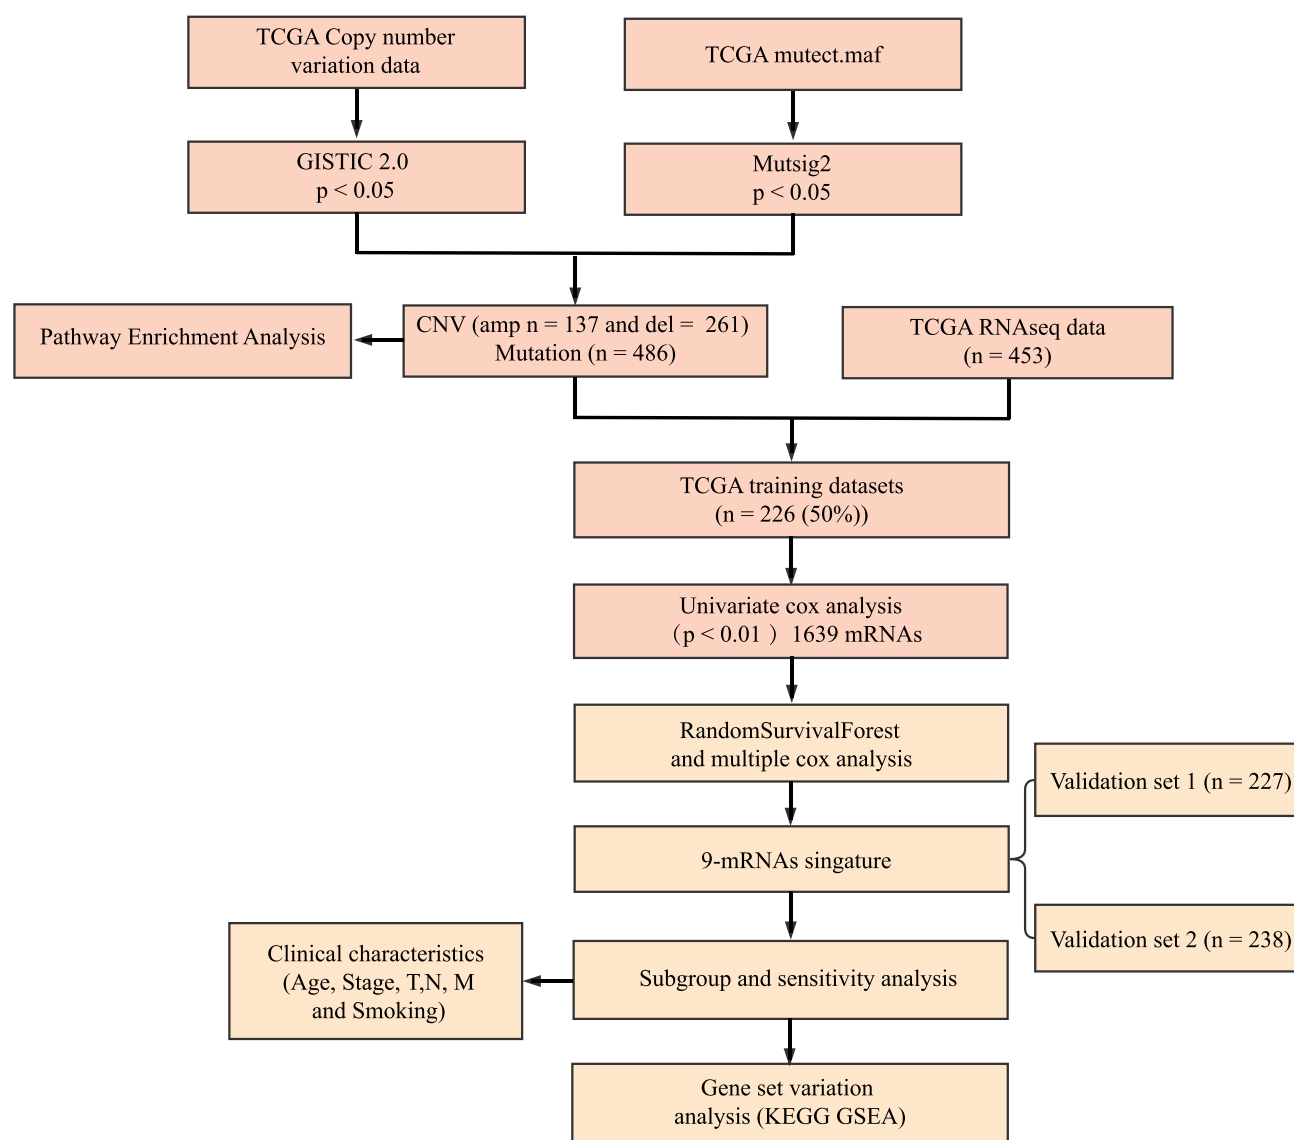 TCGA Copy number
variation data
TCGA mutect.maf
GISTIC 2.0
p < 0.05
Mutsig2
p < 0.05
Pathway Enrichment Analysis
CNV (amp n = 137 and del = 261)
Mutation (n = 486)
TCGA RNAseq data
(n = 453)
TCGA training datasets
(n = 226 (50%))
Univariate cox analysis
（p < 0.01 ）1639 mRNAs
RandomSurvivalForest
and multiple cox analysis
Validation set 1 (n = 227)
9-mRNAs singature
Validation set 2 (n = 238)
Clinical characteristics
(Age, Stage, T,N, M
and Smoking)
Subgroup and sensitivity analysis
Gene set variation
analysis (KEGG GSEA)